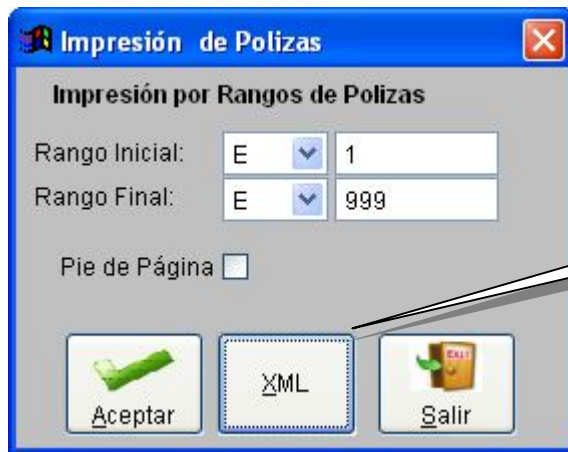 Impresión de Polizas
Impresión por Rangos de Polizas
Rango Inicial: E 1
Rango Final: E 999
Pie de Página
Aceptar XML EXIT Salir